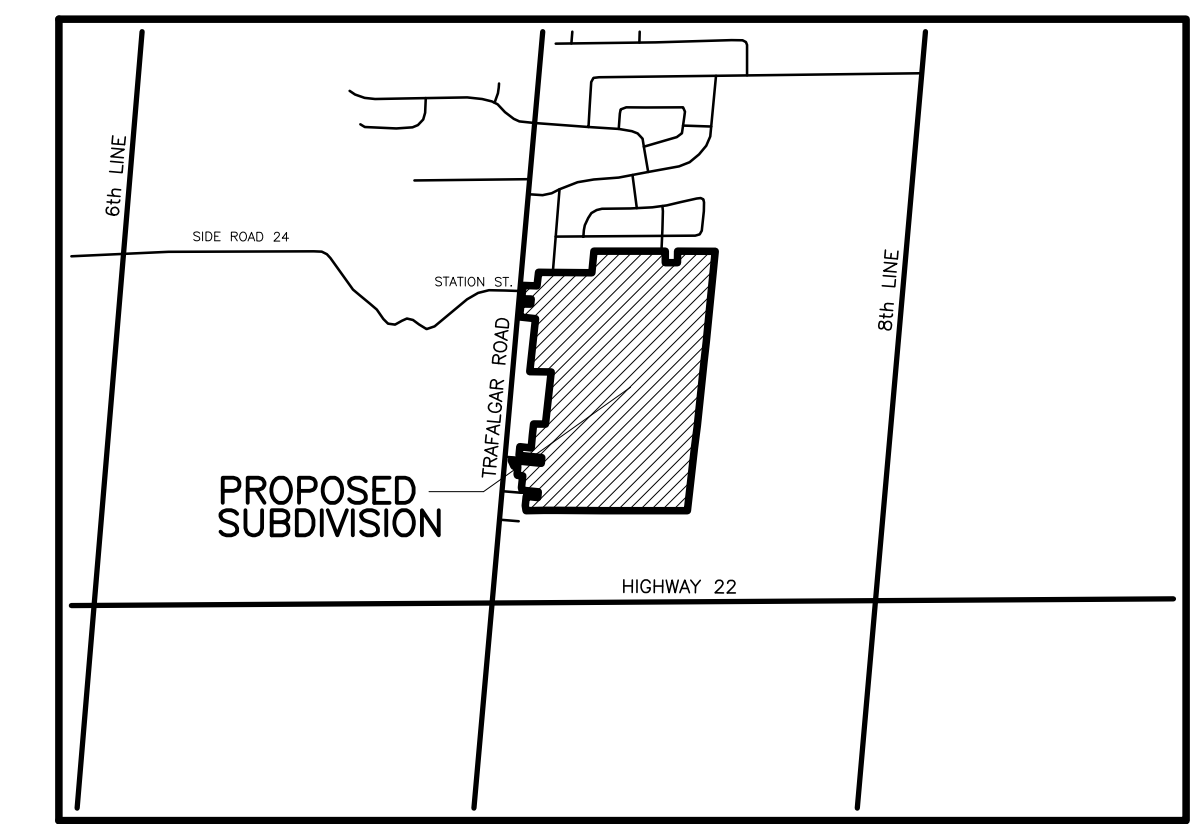 6th LINE
SIDE ROAD 24
STATION ST.
8th LINE
TRAFALGAR ROAD
PROPOSED
SUBDIVISION
HIGHWAY 22